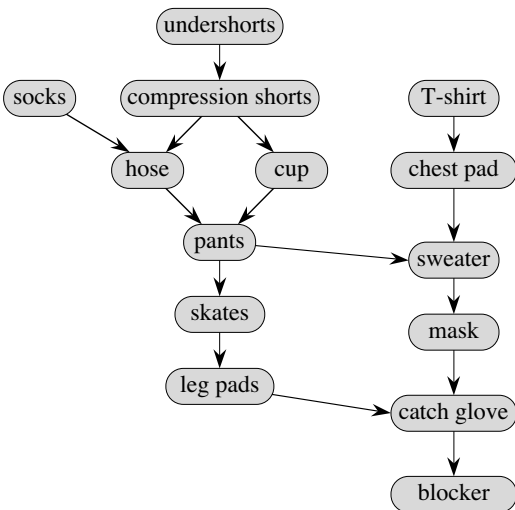 undershorts
socks
compression shorts
T-shirt
hose
cup
chest pad
pants
sweater
skates
mask
leg pads
catch glove
blocker